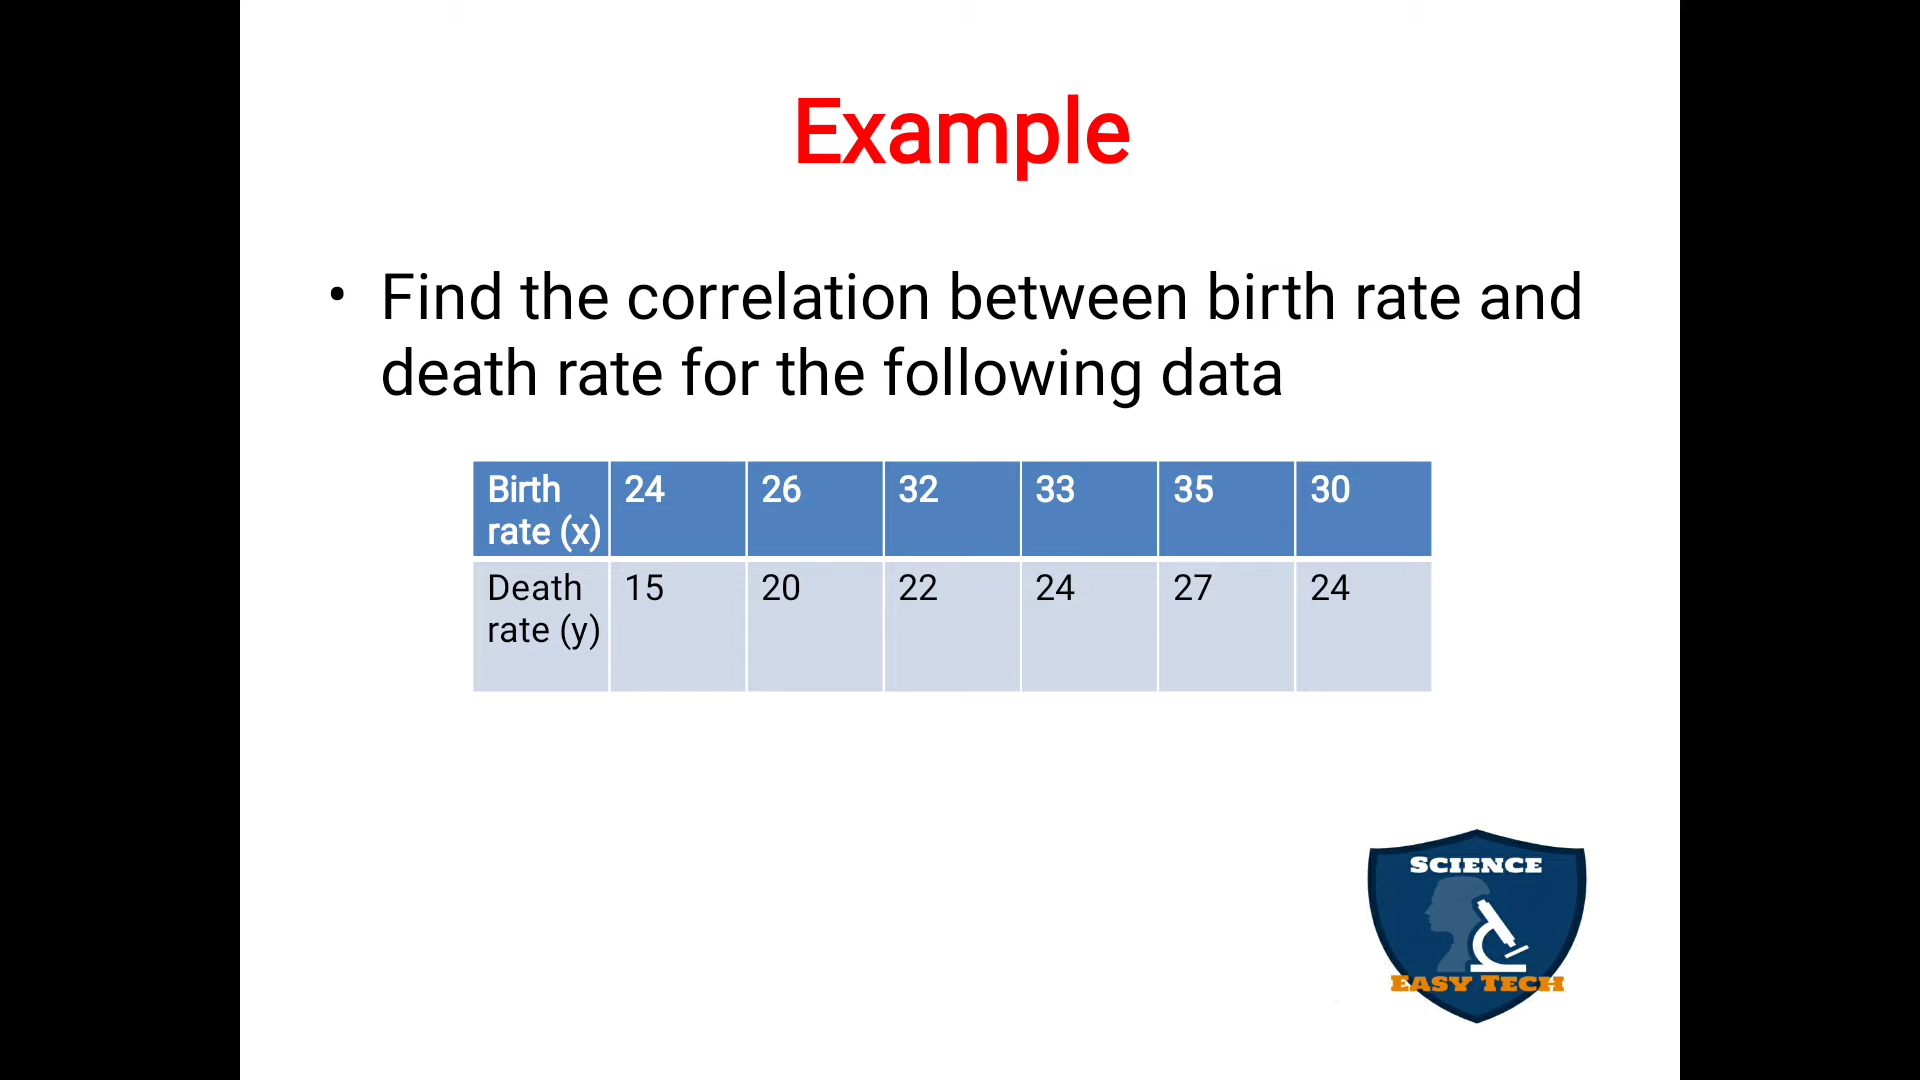 Example
• Find the correlation between birth rate and
death rate for the following data
Birth rate (x) 24 26 32 33 35 30
Death rate (y) 15 20 22 24 27 24
SCIENCE
EASY TECH